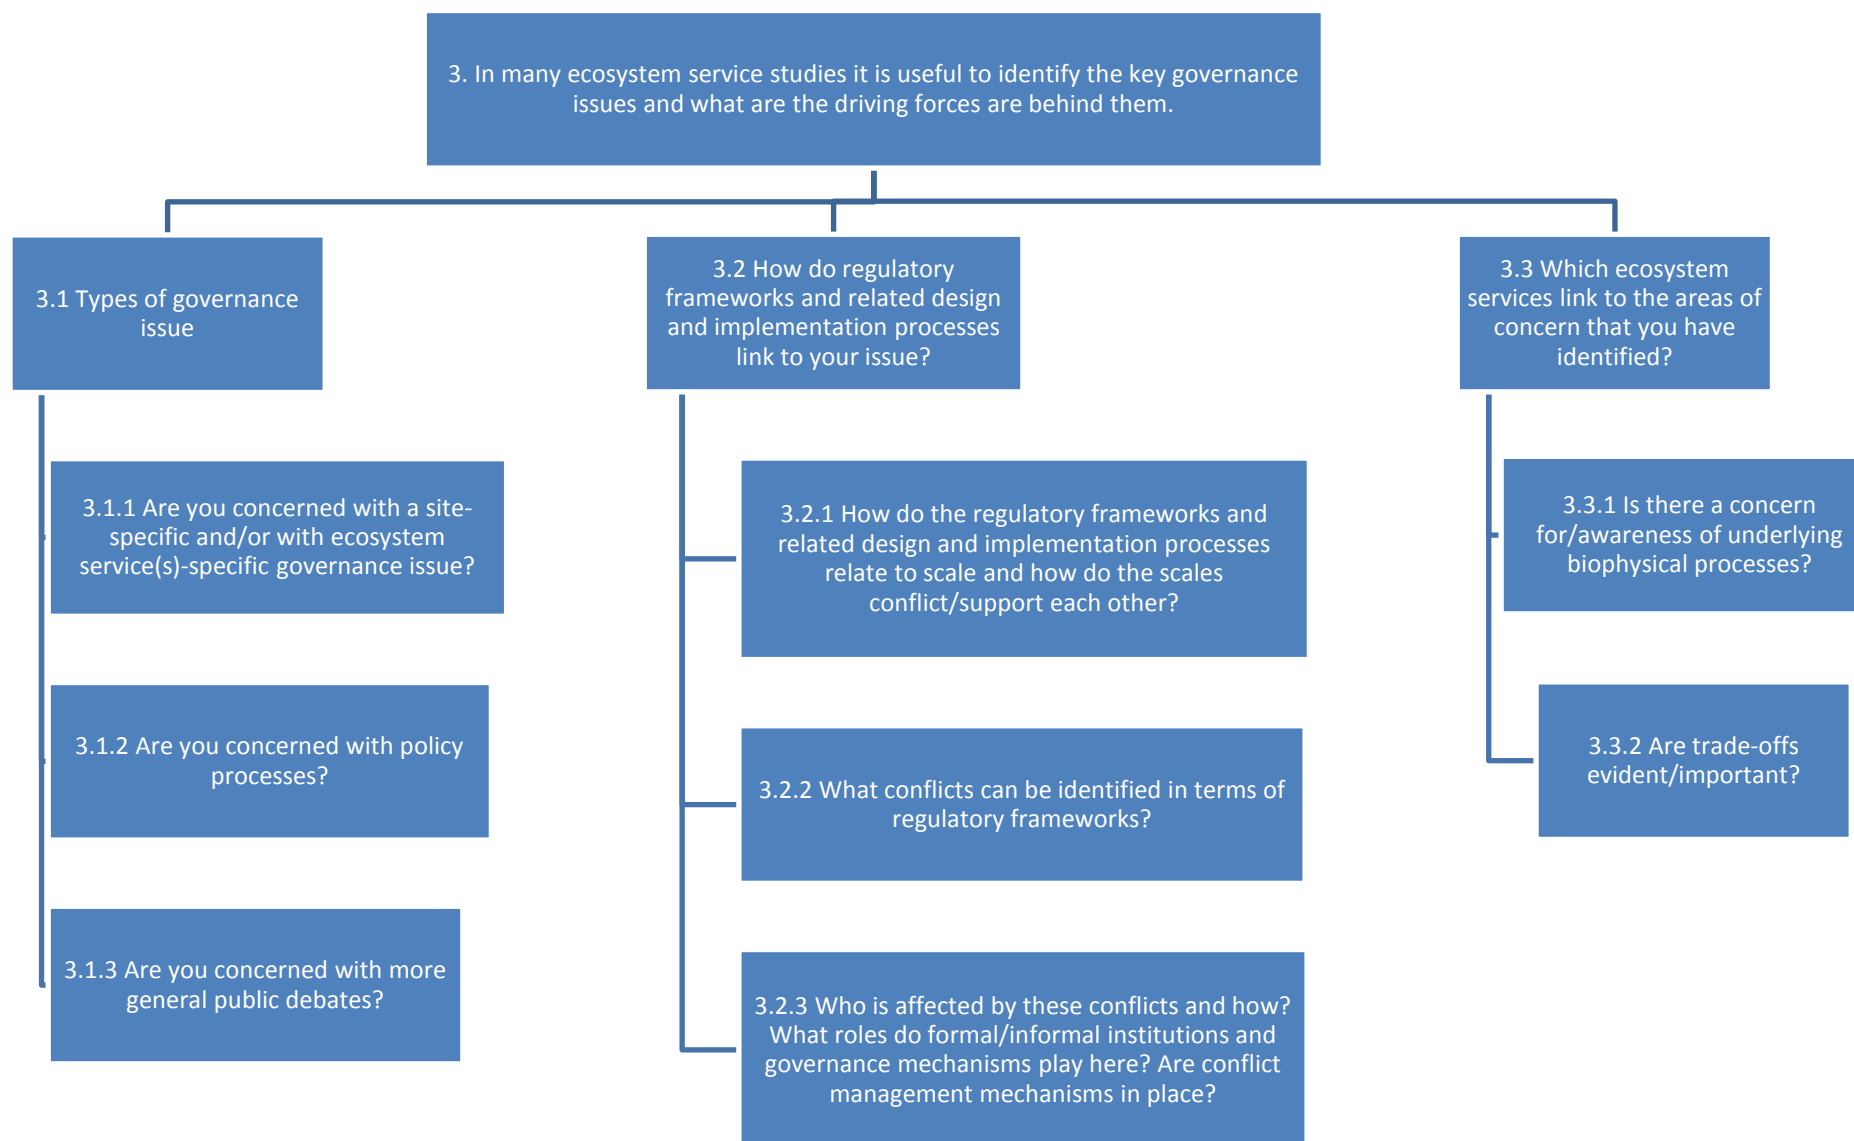 3. In many ecosystem service studies it is useful to identify the key governance
issues and what are the driving forces are behind them.
3.1 Types of governance
issue
3.1.1 Are you concerned with a site-
specific and/or with ecosystem
service(s)-specific governance issue?
3.1.2 Are you concerned with policy
processes?
3.1.3 Are you concerned with more
general public debates?
3.2 How do regulatory
frameworks and related design
and implementation processes
link to your issue?
3.2.1 How do the regulatory frameworks and
related design and implementation processes
relate to scale and how do the scales
conflict/support each other?
3.2.2 What conflicts can be identified in terms of
regulatory frameworks?
3.2.3 Who is affected by these conflicts and how?
What roles do formal/informal institutions and
governance mechanisms play here? Are conflict
management mechanisms in place?
3.3 Which ecosystem
services link to the areas of
concern that you have
identified?
3.3.1 Is there a concern
for/awareness of underlying
biophysical processes?
3.3.2 Are trade-offs
evident/important?